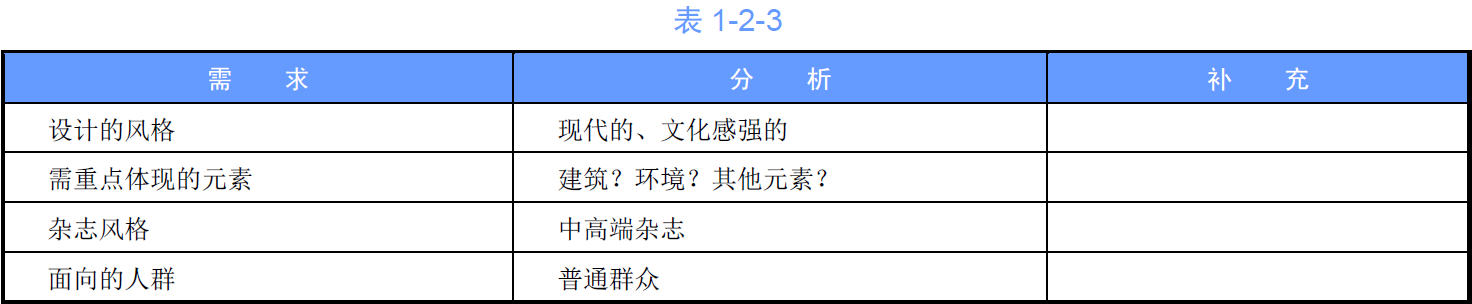 表 1-2-3
需 求 分 析 补 充
设计的风格 现代的、文化感强的
需重点体现的元素 建筑？环境？其他元素？
杂志风格 中高端杂志
面向的人群 普通群众